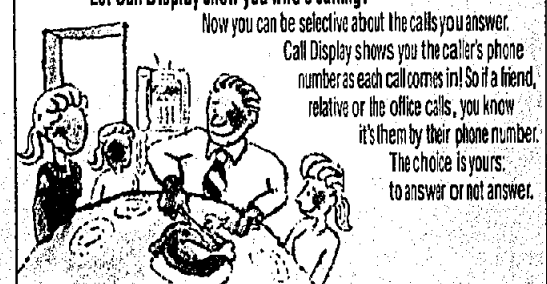 Let Call Display show you who's calling!
Now you can be selective about the calls you answer.
Call Display shows you the caller's phone
number as each call comes in! So if a friend,
relative or the office calls, you know
it's them by their phone number.
The choice is yours:
to answer or not answer.